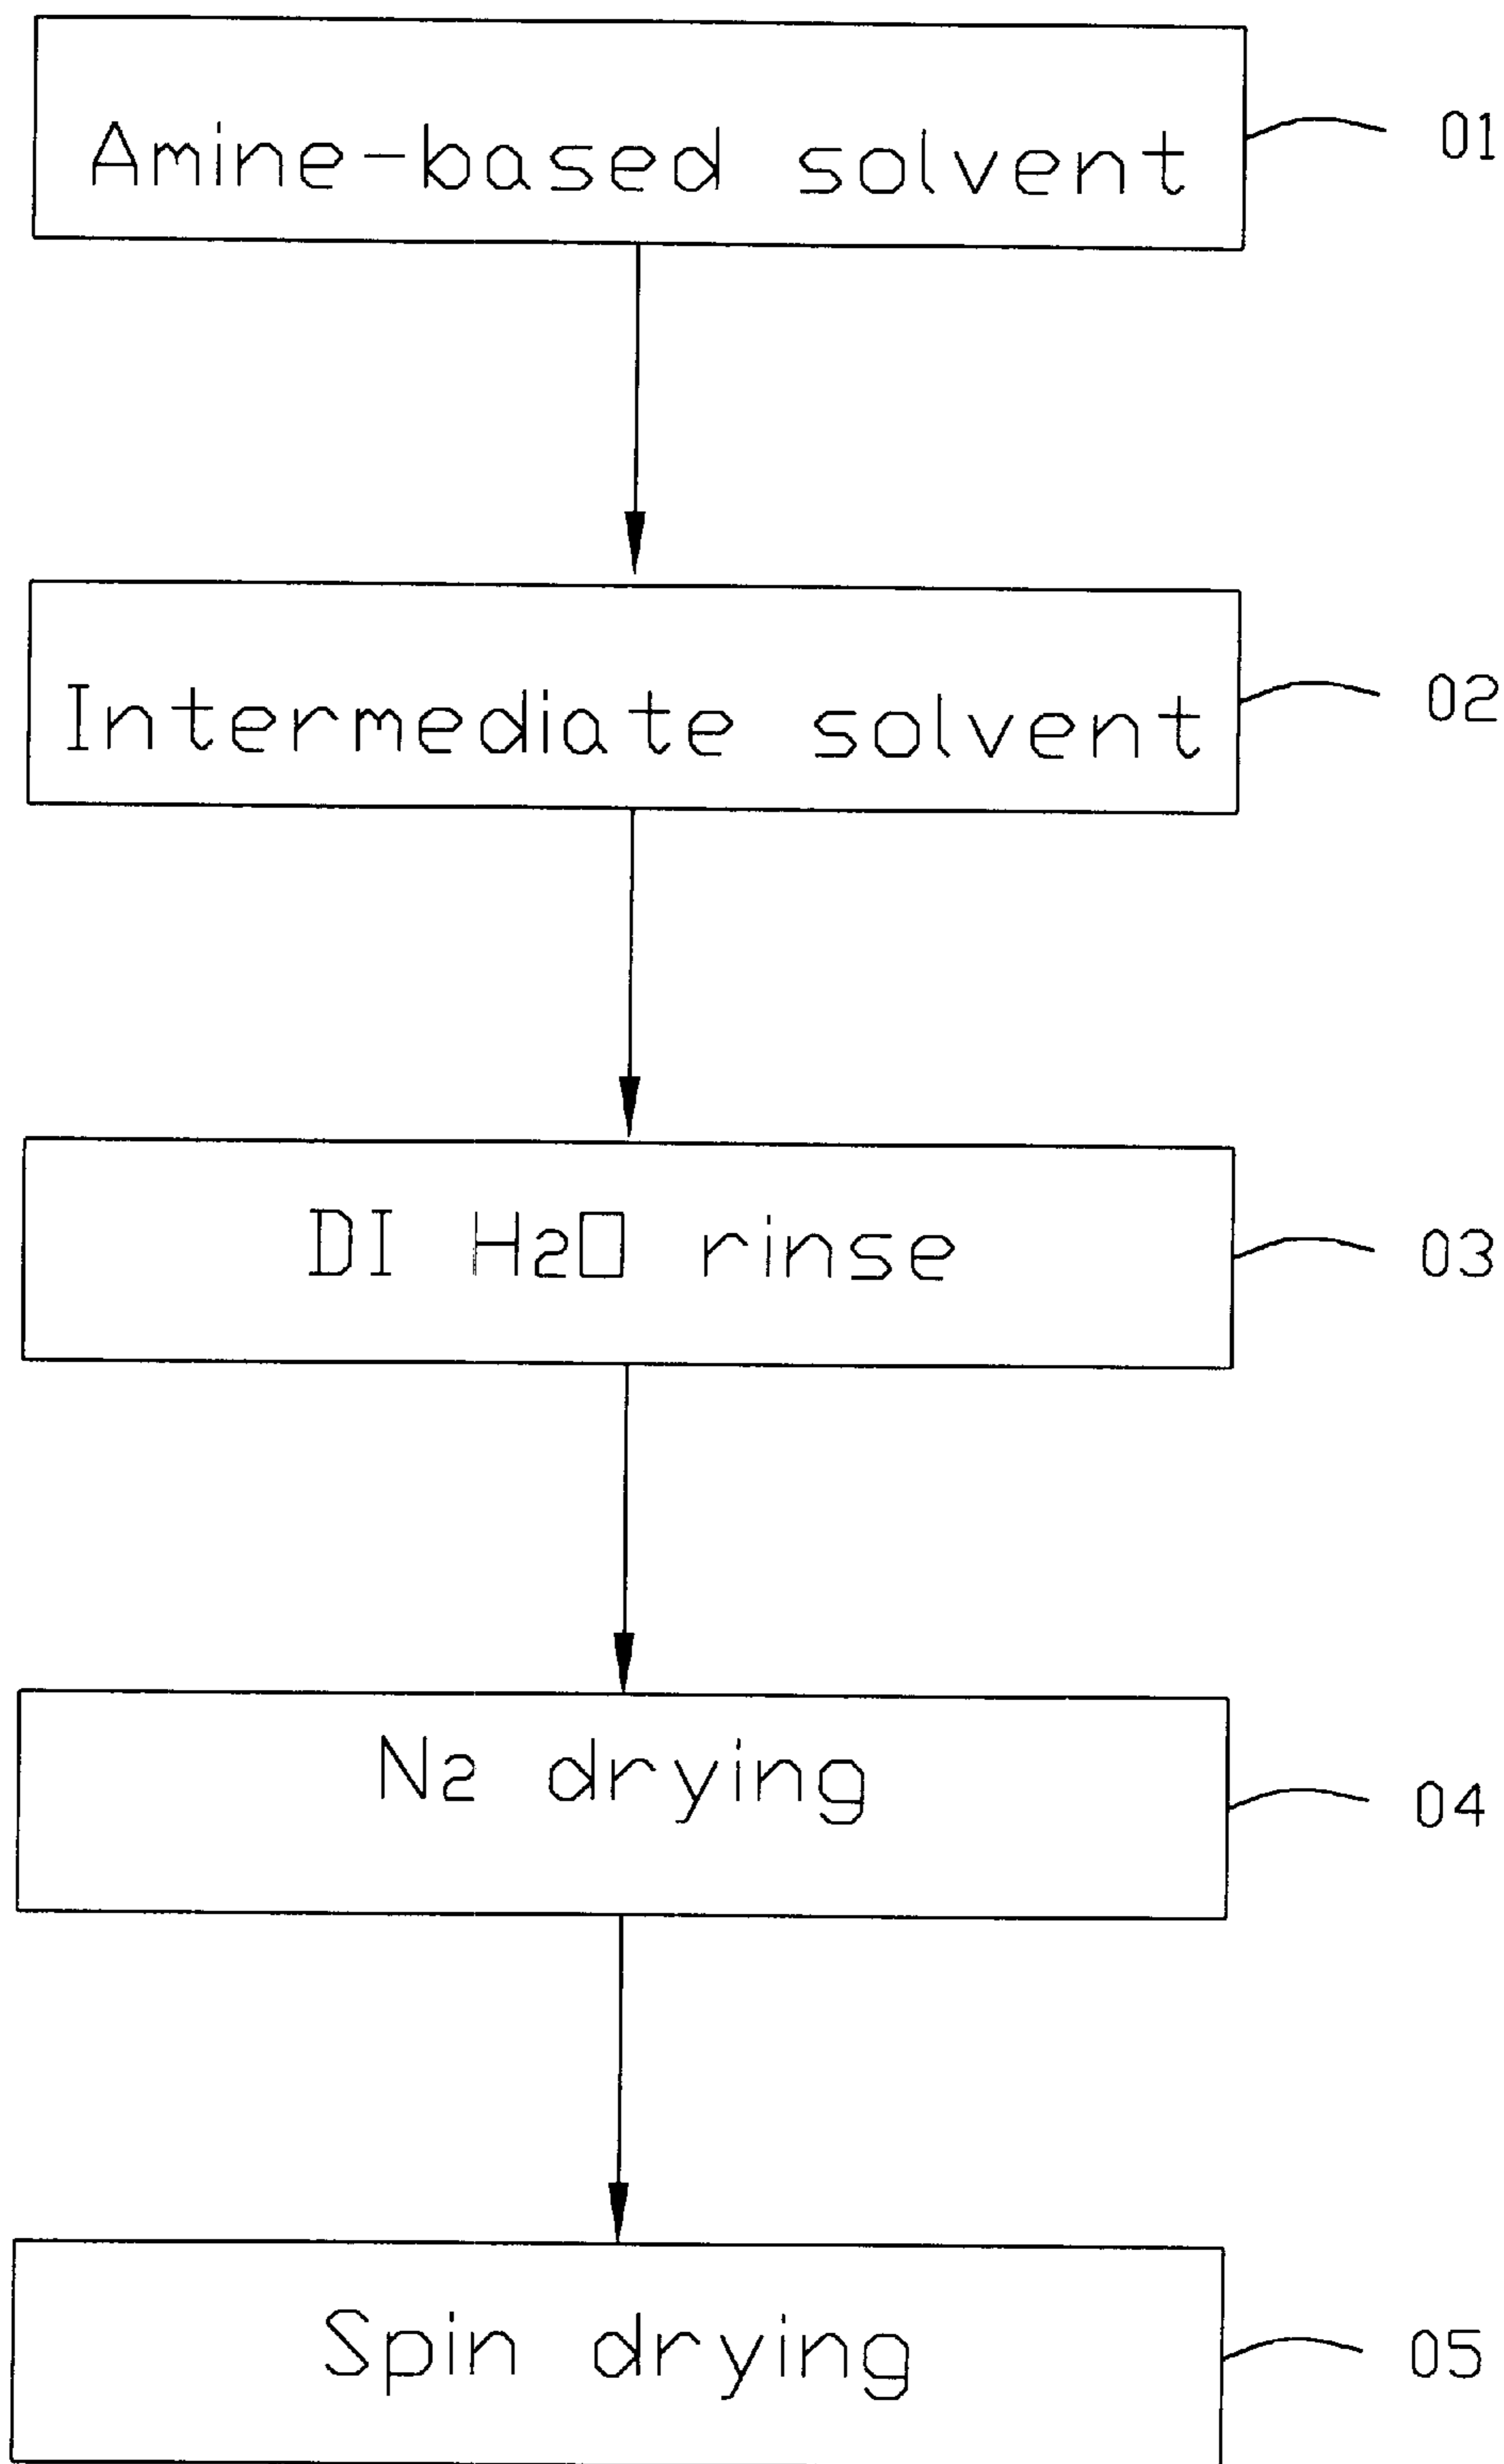 Amine-based solvent 01
Intermediate solvent 02
DI H2O rinse 03
N2 drying 04
Spin drying 05